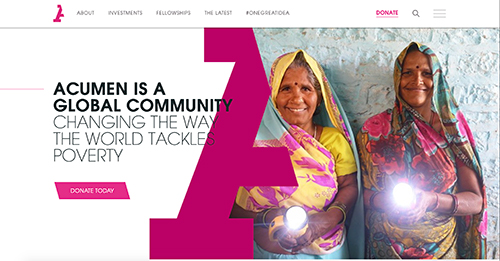 ABOUT
INVESTMENTS
FELLOWSHIPS
THE LATEST
#ONEGREATIDEA
DONATE
ACUMEN IS A
GLOBAL COMMUNITY
CHANGING THE WAY
THE WORLD TACKLES
POVERTY
DONATE TODAY